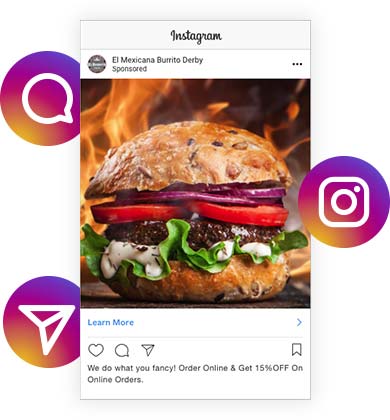 Instagram
El Mexicana Burrito Derby
Sponsored
Learn More
We do what you fancy! Order Online & Get 15%OFF On
Online Orders.